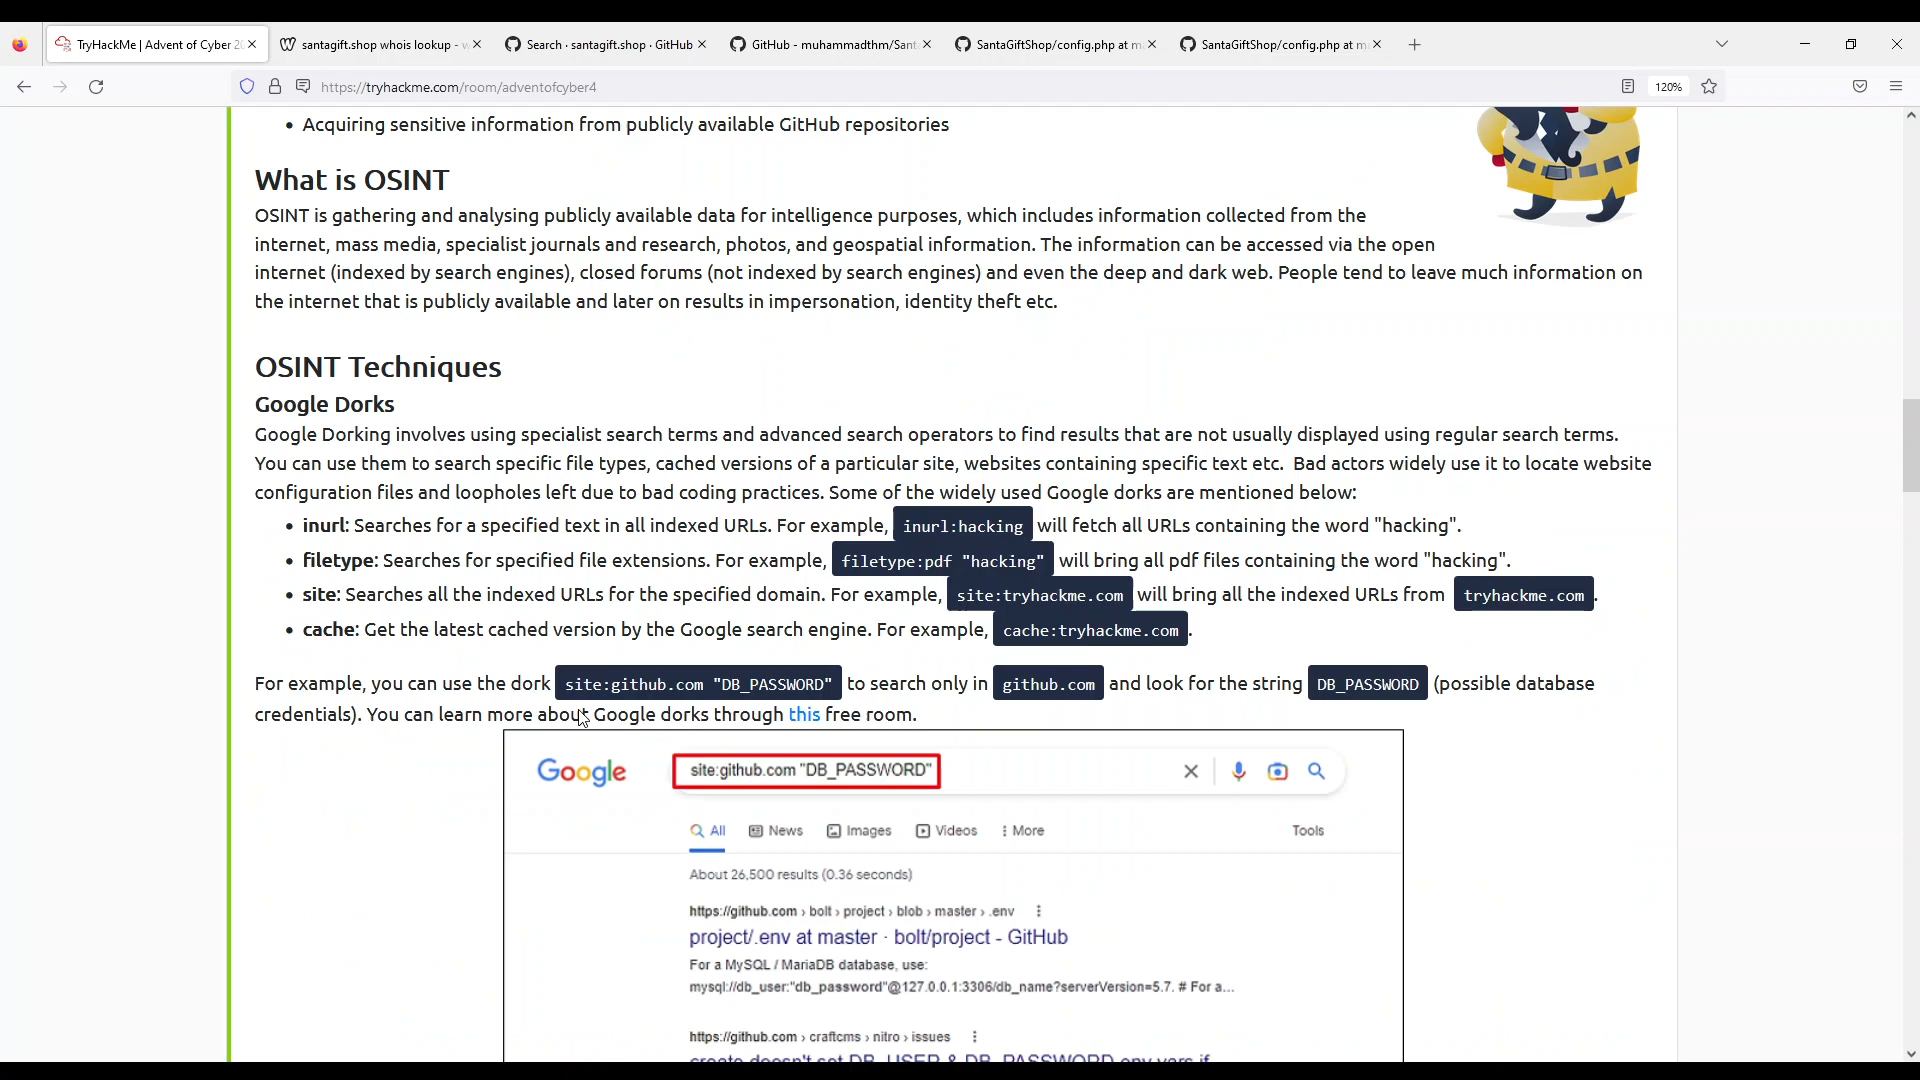 TryHackMe | Advent of Cyber 20
santagift.shop whois lookup - w
Search · santagift.shop · GitHub
GitHub - muhammadthm/Sant
SantaGiftShop/config.php at m
SantaGiftShop/config.php at m
https://tryhackme.com/room/adventofcyber4
120%
• Acquiring sensitive information from publicly available GitHub repositories
What is OSINT
OSINT is gathering and analysing publicly available data for intelligence purposes, which includes information collected from the
internet, mass media, specialist journals and research, photos, and geospatial information. The information can be accessed via the open
internet (indexed by search engines), closed forums (not indexed by search engines) and even the deep and dark web. People tend to leave much information on
the internet that is publicly available and later on results in impersonation, identity theft etc.
OSINT Techniques
Google Dorks
Google Dorking involves using specialist search terms and advanced search operators to find results that are not usually displayed using regular search terms.
You can use them to search specific file types, cached versions of a particular site, websites containing specific text etc. Bad actors widely use it to locate website
configuration files and loopholes left due to bad coding practices. Some of the widely used Google dorks are mentioned below:
• inurl: Searches for a specified text in all indexed URLs. For example, inurl:hacking will fetch all URLs containing the word "hacking".
• filetype: Searches for specified file extensions. For example, filetype:pdf "hacking" will bring all pdf files containing the word "hacking".
• site: Searches all the indexed URLs for the specified domain. For example, site:tryhackme.com will bring all the indexed URLs from tryhackme.com.
• cache: Get the latest cached version by the Google search engine. For example, cache:tryhackme.com.
For example, you can use the dork site:github.com "DB_PASSWORD" to search only in github.com and look for the string DB_PASSWORD (possible database
credentials). You can learn more about Google dorks through this free room.
Google
site:github.com "DB_PASSWORD"
All News Images Videos More Tools
About 26,500 results (0.36 seconds)
https://github.com › bolt › project › blob › master › .env
project/.env at master · bolt/project - GitHub
For a MySQL / MariaDB database, use:
mysql://db_user:"db_password"@127.0.0.1:3306/db_name?serverVersion=5.7. # For a...
https://github.com › craftcms › nitro › issues
create doesn't set DB_USER & DB_PASSWORD env vars if